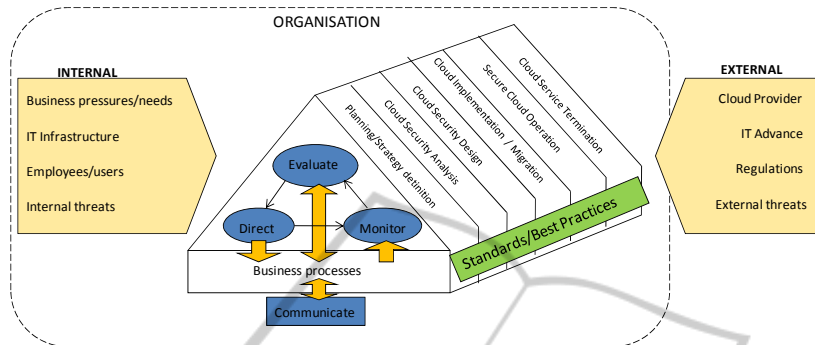 ORGANISATION
INTERNAL
Business pressures/needs
IT Infrastructure
Employees/users
Internal threats
Evaluate
Direct
Monitor
Business processes
Communicate
Planning/Strategy definition
Cloud Security Analysis
Cloud Security Design
Cloud Implementation / Migration
Secure Cloud Operation
Cloud Service Termination
Standards/Best Practices
EXTERNAL
Cloud Provider
IT Advance
Regulations
External threats